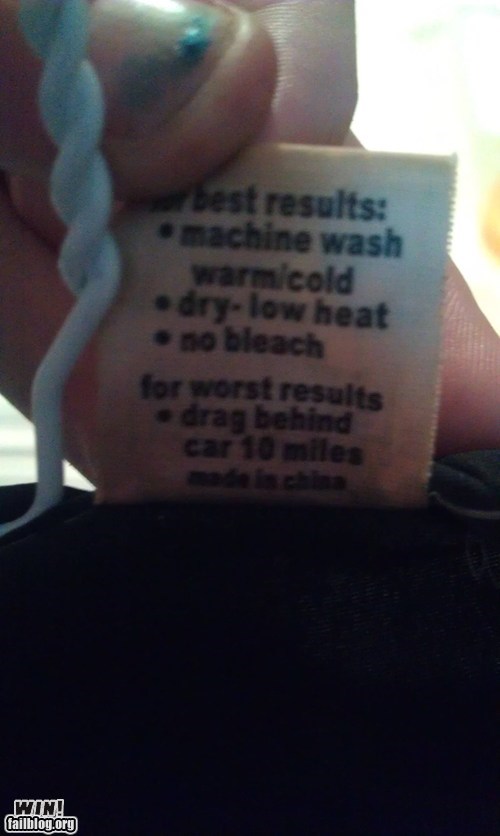 best results:
• machine wash
warm/cold
• dry- low heat
• no bleach
for worst results
• drag behind
car 10 miles
made in china
WIN!
failblog.org